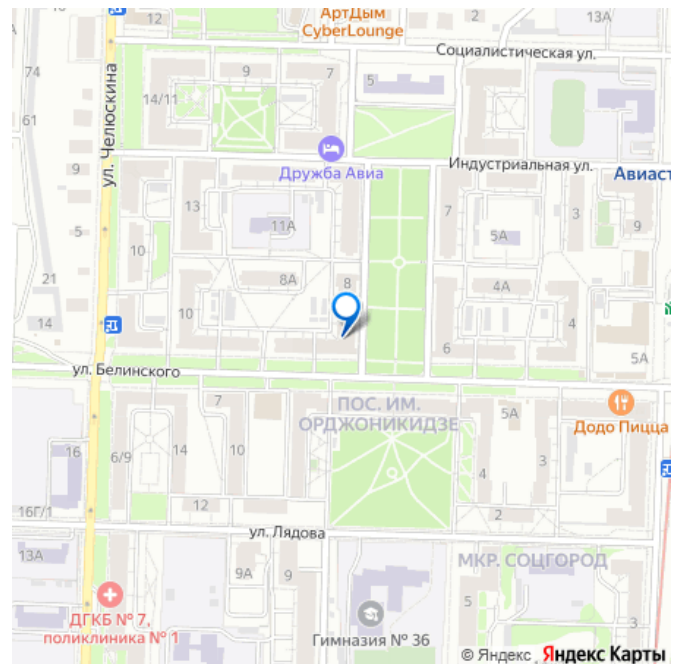 АртДым
CyberLounge
2
13А
Социалистическая ул.
74
9
7
5
14/11
61
ул. Челюскина
Дружба Авиа
Индустриальная ул.
Авиаст
9
13
11А
7
3
5А
9
5
10
21
8А
8
4А
14
10
4
6
5А
ул. Белинского
7
ПОС. ИМ.
ОРДЖОНИКИДЗЕ
5А
Додо Пицца
6/9
14
10
16
4
3
16Г/1
12
2
ул. Лядова
13А
9А
9
МКР. СОЦГОРОД
5
ДГКБ № 7,
поликлиника № 1
Гимназия № 36
5
© Яндекс Яндекс Карты